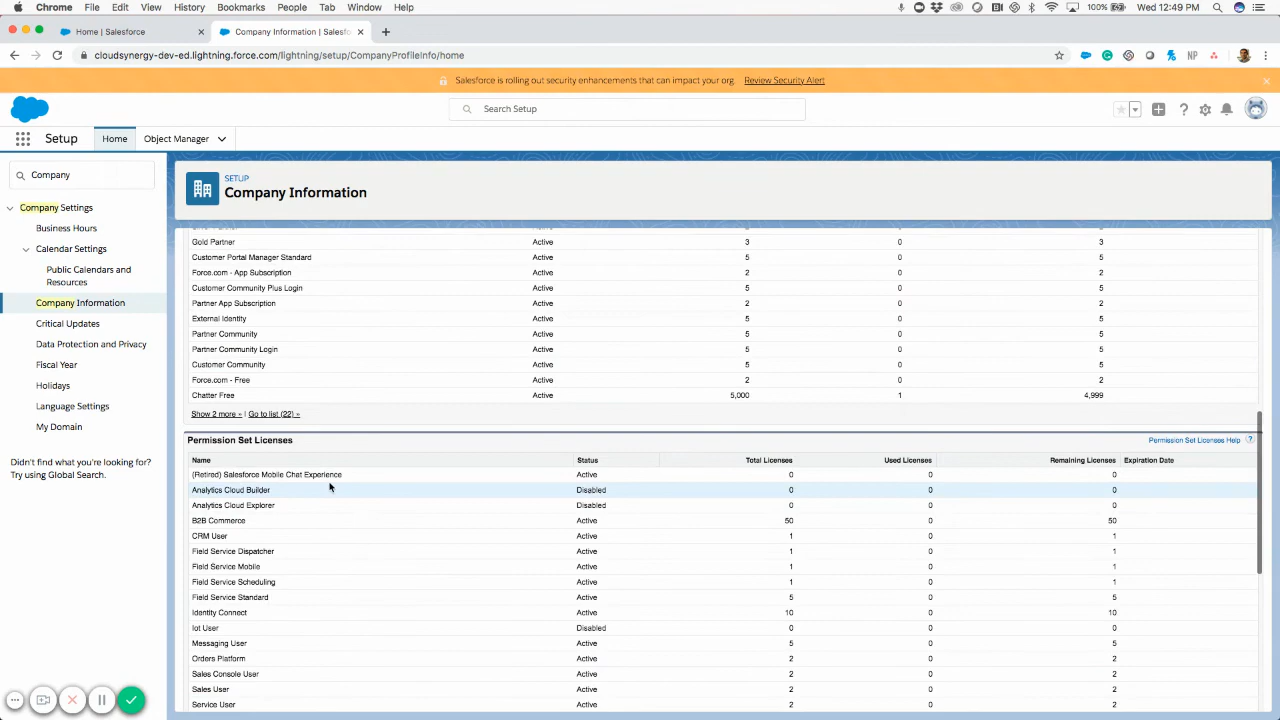 Chrome File Edit View History Bookmarks People Tab Window Help 100% Wed 12:49 PM
Home | Salesforce
Company Information | Salesfo
cloudsynergy-dev-ed.lightning.force.com/lightning/setup/CompanyProfileInfo/home
Salesforce is rolling out security enhancements that can impact your org. Review Security Alert
Search Setup
Setup Home Object Manager
Company
Company Settings
Business Hours
Calendar Settings
Public Calendars and
Resources
Company Information
Critical Updates
Data Protection and Privacy
Fiscal Year
Holidays
Language Settings
My Domain
Didn't find what you're looking for?
Try using Global Search.
SETUP
Company Information
Gold Partner Active 3 0 3
Customer Portal Manager Standard Active 5 0 5
Force.com - App Subscription Active 2 0 2
Customer Community Plus Login Active 5 0 5
Partner App Subscription Active 2 0 2
External Identity Active 5 0 5
Partner Community Active 5 0 5
Partner Community Login Active 5 0 5
Customer Community Active 5 0 5
Force.com - Free Active 2 0 2
Chatter Free Active 5,000 1 4,999
Show 2 more » | Go to list (22) »
Permission Set Licenses Permission Set Licenses Help ?
Name Status Total Licenses Used Licenses Remaining Licenses Expiration Date
(Retired) Salesforce Mobile Chat Experience Active 0 0 0
Analytics Cloud Builder Disabled 0 0 0
Analytics Cloud Explorer Disabled 0 0 0
B2B Commerce Active 50 0 50
CRM User Active 1 0 1
Field Service Dispatcher Active 1 0 1
Field Service Mobile Active 1 0 1
Field Service Scheduling Active 1 0 1
Field Service Standard Active 5 0 5
Identity Connect Active 10 0 10
Iot User Disabled 0 0 0
Messaging User Active 5 0 5
Orders Platform Active 2 0 2
Sales Console User Active 2 0 2
Sales User Active 2 0 2
Service User Active 2 0 2